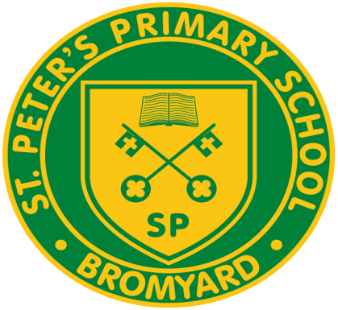 ST. PETER'S PRIMARY SCHOOL
SP
• BROMYARD •